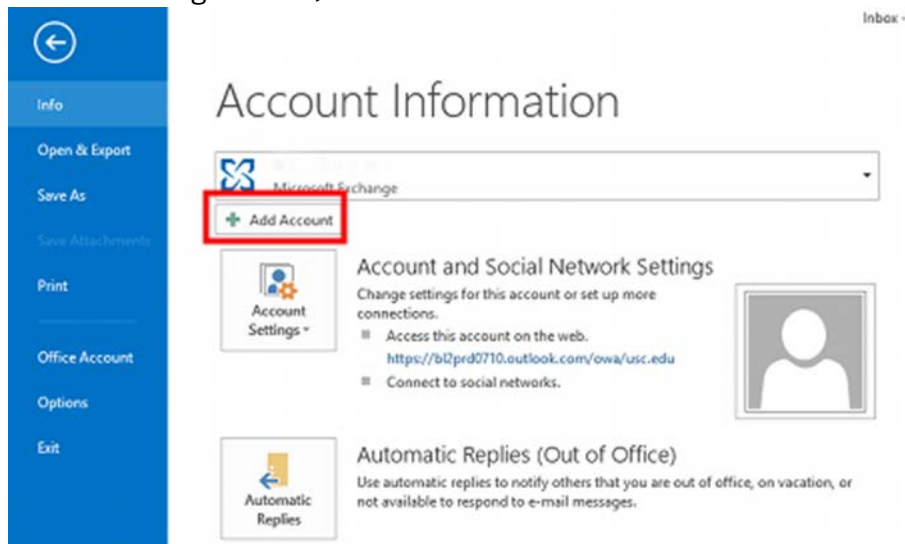 Inbox -
Info
Account Information
Open & Export
Microsoft Exchange
Save As
Add Account
Save Attachments
Account and Social Network Settings
Print
Change settings for this account or set up more
connections.
Account
Settings
Access this account on the web.
https://bl2prd0710.outlook.com/owa/usc.edu
Office Account
Connect to social networks.
Options
Exit
Automatic Replies (Out of Office)
Use automatic replies to notify others that you are out of office, on vacation, or
not available to respond to e-mail messages.
Automatic
Replies